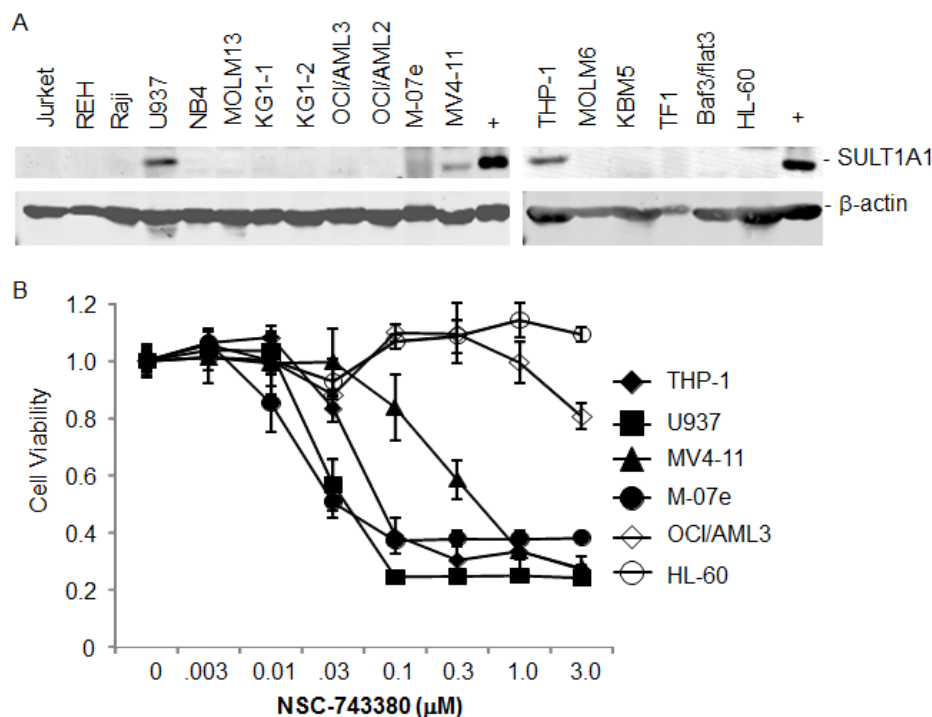 A
Jurket
REH
Raji
U937
NB4
MOLM13
KG1-1
KG1-2
OCI/AML3
OCI/AML2
M-07e
MV4-11
+
THP-1
MOLM6
KBM5
TF1
Baf3/flat3
HL-60
+
- SULT1A1
- β-actin
B
Cell Viability
1.2
1.0
0.8
0.6
0.4
0.2
0
0 .003 0.01 .03 0.1 0.3 1.0 3.0
NSC-743380 (μM)
THP-1
U937
MV4-11
M-07e
OCI/AML3
HL-60